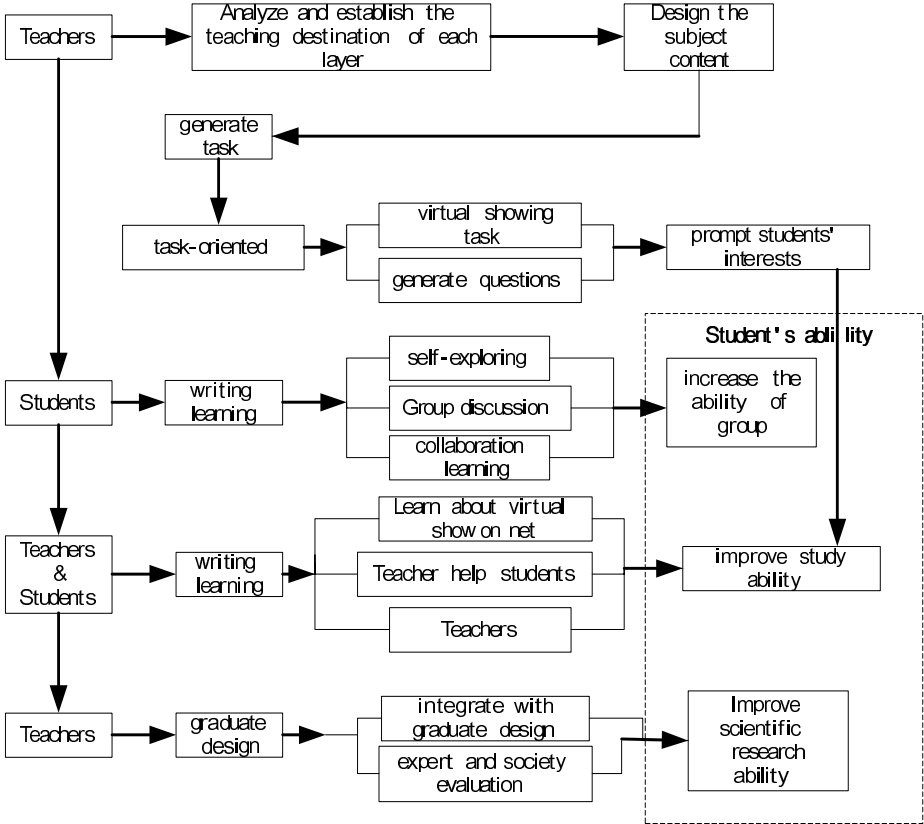 Teachers
Analyze and establish the
teaching destination of each
layer
Design the
subject
content
generate
task
task-oriented
virtual showing
task
generate questions
prompt students'
interests
Student's ablility
Students
writing
learning
self-exploring
Group discussion
collaboration
learning
increase the
ability of
group
Teachers
&
Students
writing
learning
Learn about virtual
show on net
Teacher help students
Teachers
improve study
ability
Teachers
graduate
design
integrate with
graduate design
expert and society
evaluation
Improve
scientific
research
ability